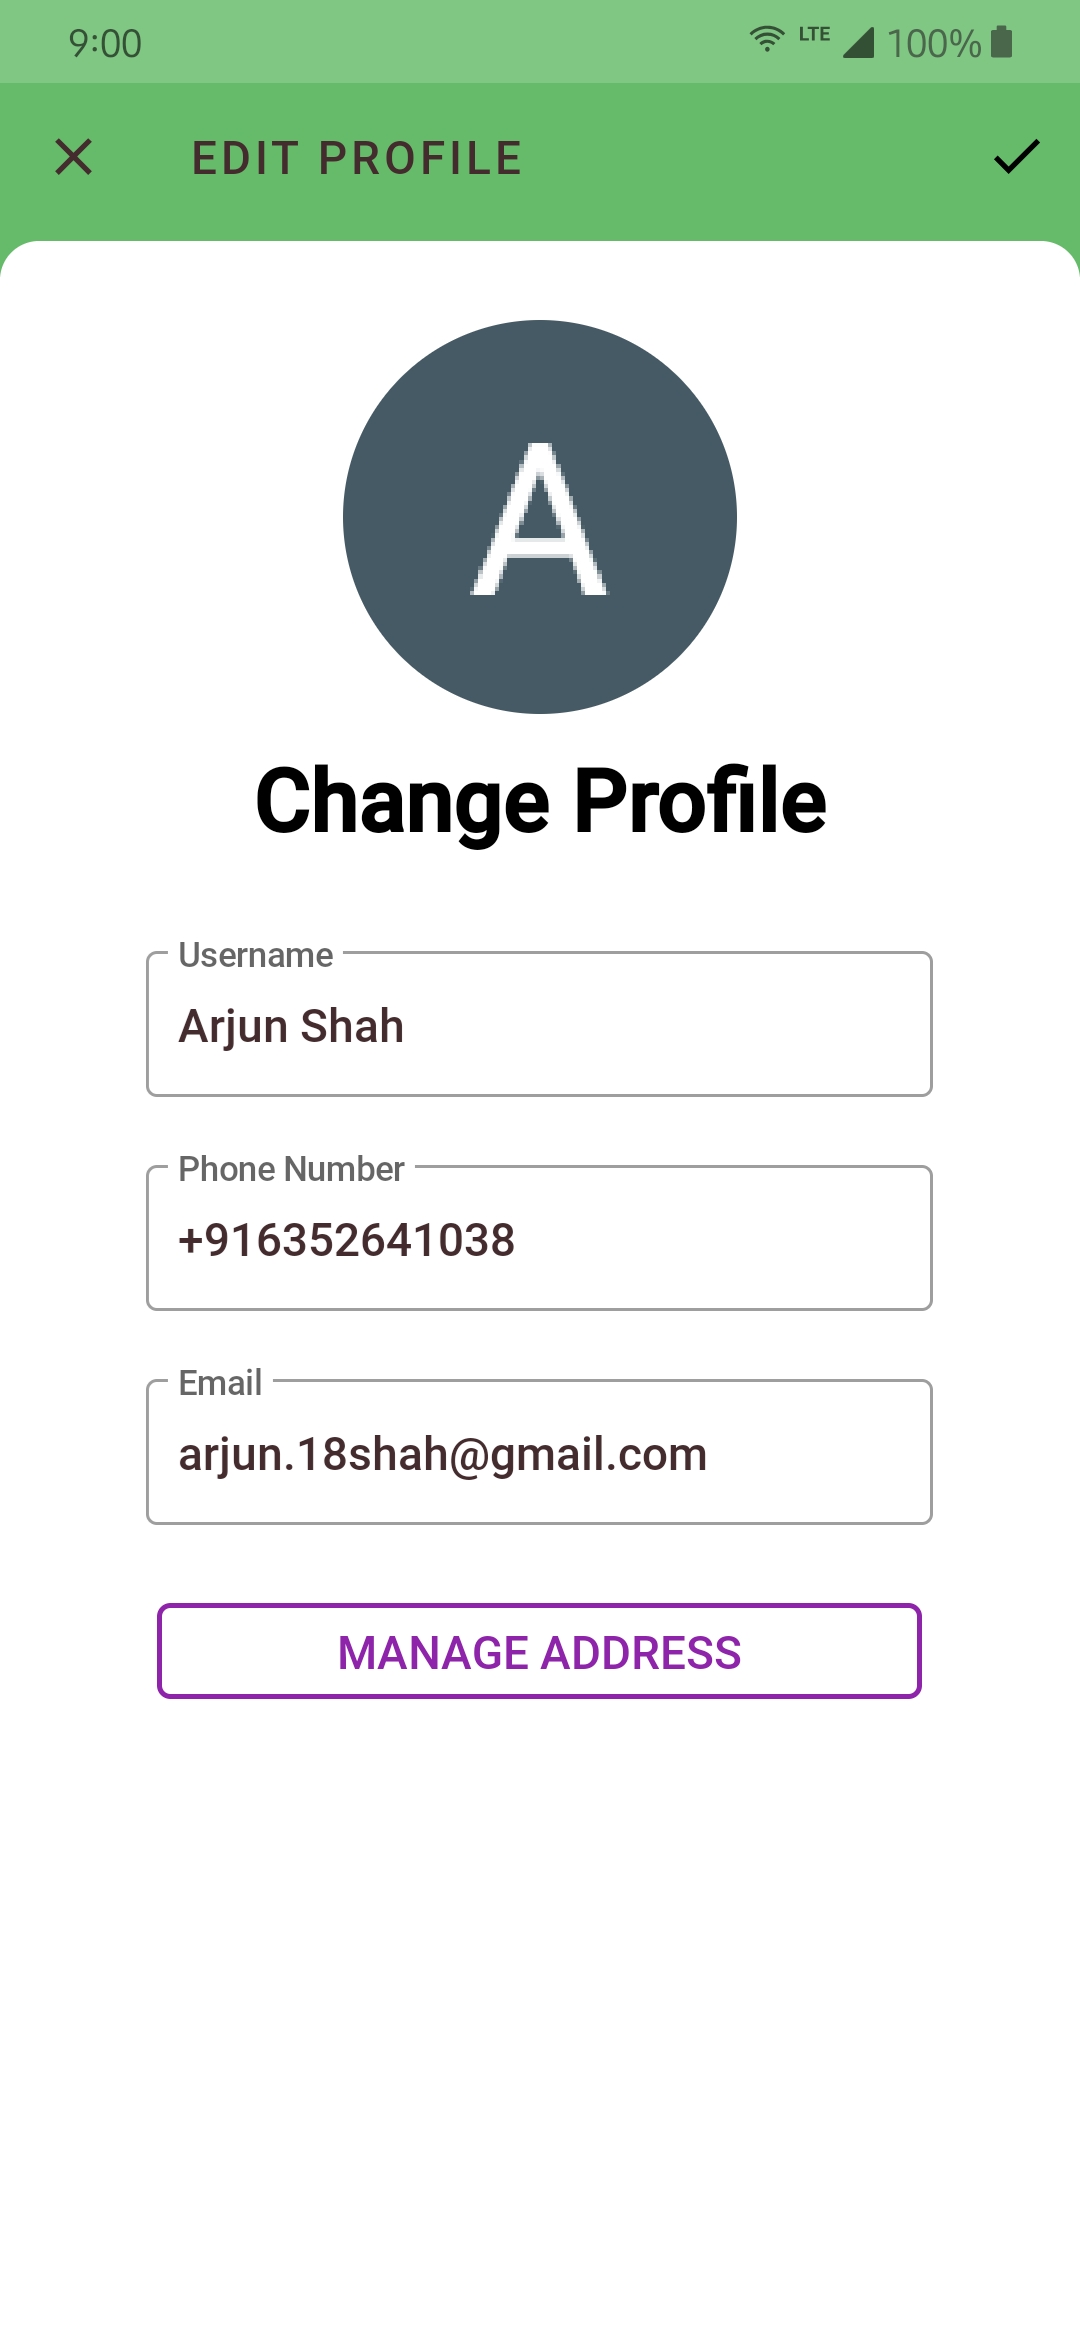 9:00 LTE 100%
EDIT PROFILE
A
Change Profile
Username
Arjun Shah
Phone Number
+916352641038
Email
arjun.18shah@gmail.com
MANAGE ADDRESS